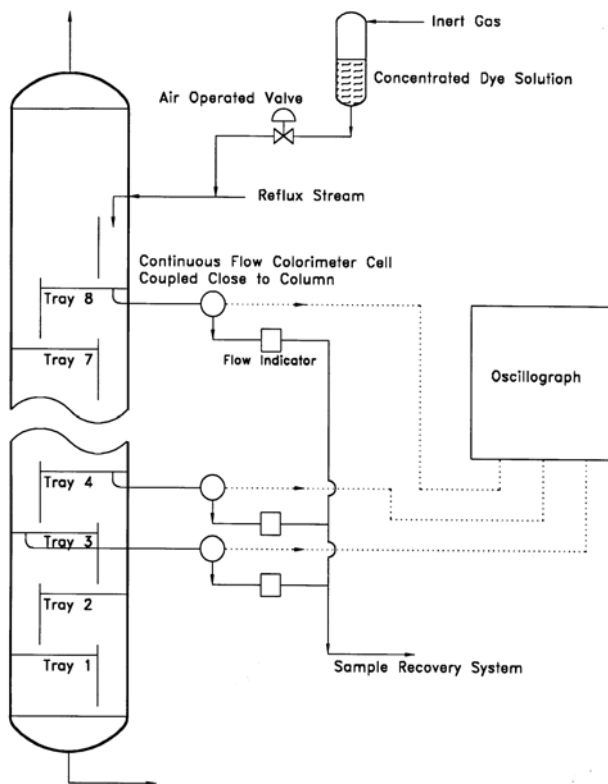 Inert Gas
Concentrated Dye Solution
Air Operated Valve
Reflux Stream
Continuous Flow Colorimeter Cell
Coupled Close to Column
Tray 8
Flow Indicator
Tray 7
Oscillograph
Tray 4
Tray 3
Tray 2
Tray 1
Sample Recovery System